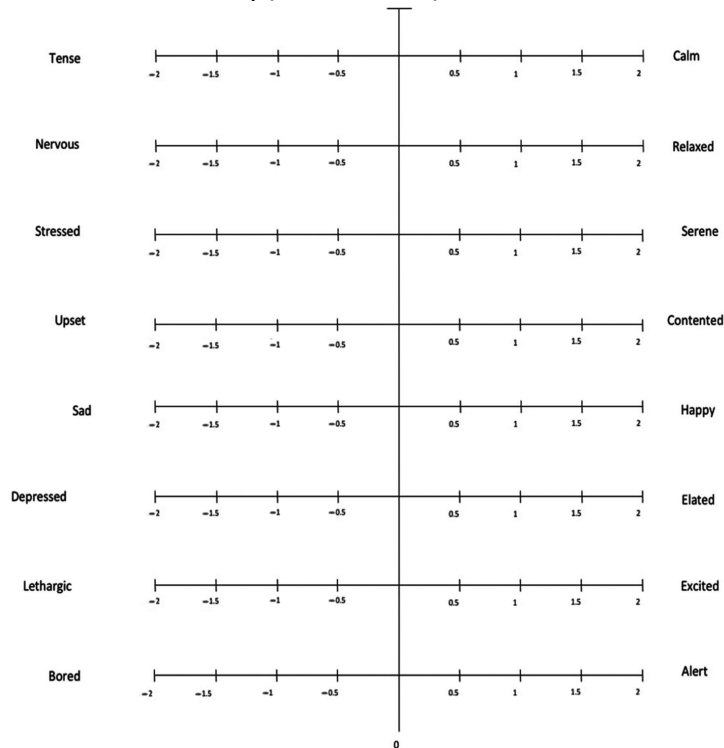 Tense Calm
−2 −1.5 −1 −0.5 0.5 1 1.5 2
Nervous Relaxed
−2 −1.5 −1 −0.5 0.5 1 1.5 2
Stressed Serene
−2 −1.5 −1 −0.5 0.5 1 1.5 2
Upset Contented
−2 −1.5 −1 −0.5 0.5 1 1.5 2
Sad Happy
−2 −1.5 −1 −0.5 0.5 1 1.5 2
Depressed Elated
−2 −1.5 −1 −0.5 0.5 1 1.5 2
Lethargic Excited
−2 −1.5 −1 −0.5 0.5 1 1.5 2
Bored Alert
−2 −1.5 −1 −0.5 0.5 1 1.5 2
0